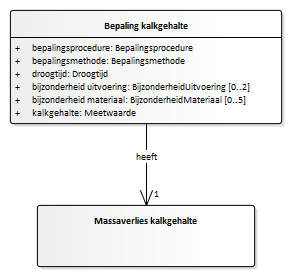 Bepaling kalkgehalte
+ bepalingsprocedure: Bepalingsprocedure
+ bepalingsmethode: Bepalingsmethode
+ droogtijd: Droogtijd
+ bijzonderheid uitvoering: BijzonderheidUitvoering [0..2]
+ bijzonderheid materiaal: BijzonderheidMateriaal [0..5]
+ kalkgehalte: Meetwaarde
heeft
1
Massaverlies kalkgehalte